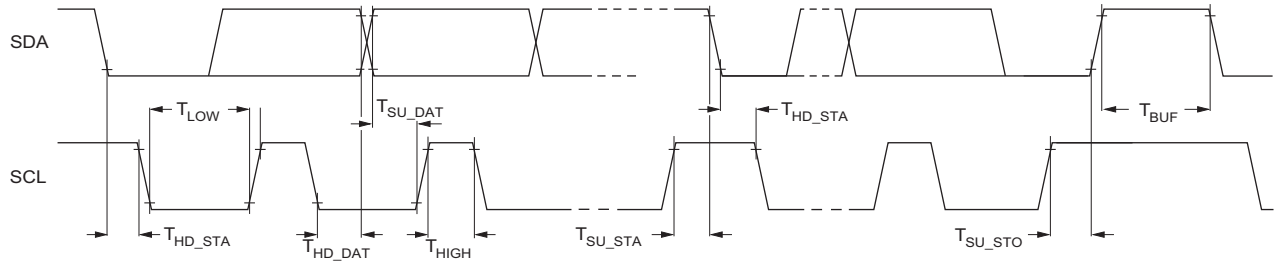 SDA
T_LOW
T_SU_DAT
T_HD_STA
T_BUF
SCL
T_HD_STA
T_HD_DAT
T_HIGH
T_SU_STA
T_SU_STO